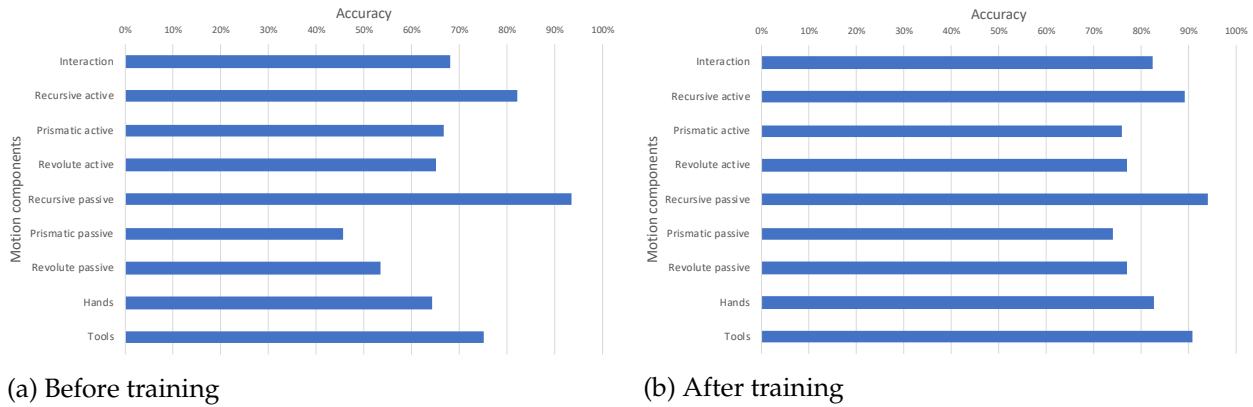 Accuracy
0% 10% 20% 30% 40% 50% 60% 70% 80% 90% 100%
Motion components
Interaction
Recursive active
Prismatic active
Revolute active
Recursive passive
Prismatic passive
Revolute passive
Hands
Tools
(a) Before training
Accuracy
0% 10% 20% 30% 40% 50% 60% 70% 80% 90% 100%
Motion components
Interaction
Recursive active
Prismatic active
Revolute active
Recursive passive
Prismatic passive
Revolute passive
Hands
Tools
(b) After training